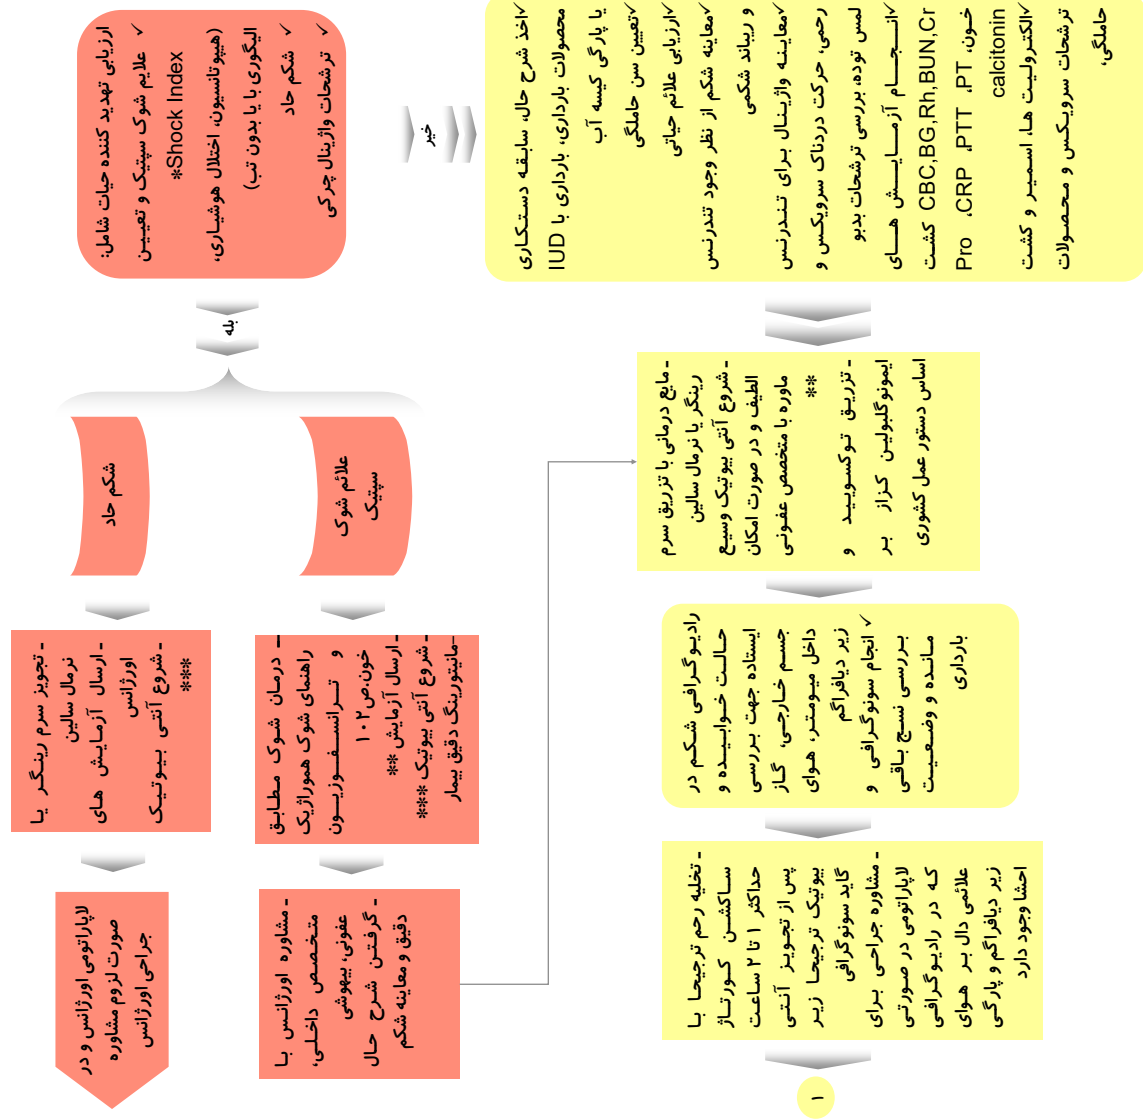 ارزیابی تهدید کننده حیات شامل:
✓ علایم شوک سپتیک و تعیین
*Shock Index
(هیپوتانسیون، اختلال هوشیاری،
الیگوری با یا بدون تب)
✓ شکم حاد
✓ ترشحات واژینال چرکی
بله
شکم حاد
ـ تجویز سرم رینگر یا
نرمال سالین
ـ ارسال آزمایش های
اورژانس
ـ شروع آنتی بیوتیک
***
لاپاراتومی اورژانس و در
صورت لزوم مشاوره
جراحی اورژانس
علائم شوک
سپتیک
ـ درمان شوک مطابق
راهنمای شوک هموراژیک
و ترانسفوزیون
خون.ص۱۰۲
ـ ارسال آزمایش **
ـ شروع آنتی بیوتیک ***
ـ مانیتورینگ دقیق بیمار
ـ مشاوره اورژانس با
متخصص داخلی،
عفونی، بیهوشی
ـ گرفتن شرح حال
دقیق و معاینه شکم
خیر
✓اخذ شرح حال، سابقه دستکاری
محصولات بارداری، بارداری با IUD
یا پارگی کیسه آب
✓تعیین سن حاملگی
✓ارزیابی علائم حیاتی
✓معاینه شکم از نظر وجود تندرنس
و ریباند شکمی
✓معاینه واژینال برای تندرنس
رحمی، حرکت دردناک سرویکس و
لمس توده، بررسی ترشحات بدبو
✓انجام آزمایش های
CBC,BG,Rh,BUN,Cr کشت
خون، PT، PTT، CRP، Pro
calcitonin
✓الکترولیت ها، اسمیر و کشت
ترشحات سرویکس و محصولات
حاملگی،
ـ مایع درمانی با تزریق سرم
رینگر یا نرمال سالین
ـ شروع آنتی بیوتیک وسیع
الطیف و در صورت امکان
ماوره با متخصص عفونی
**
ـ تزریق توکسویید و
ایمونوگلبولین کزاز بر
اساس دستور عمل کشوری
رادیوگرافی شکم در
حالت خوابیده و
ایستاده جهت بررسی
جسم خارجی، گاز
داخل میومتر، هوای
زیر دیافراگم
✓ انجام سونوگرافی و
بررسی نسج باقی
مانده و وضعیت
بارداری
ـ تخلیه رحم ترجیحا با
ساکشن کورتاژ
حداکثر ۱ تا ۲ ساعت
پس از تجویز آنتی
بیوتیک ترجیحا زیر
گاید سونوگرافی
ـ مشاوره جراحی برای
لاپاراتومی در صورتی
که در رادیوگرافی
علائمی دال بر هوای
زیر دیافراگم و پارگی
احشا وجود دارد
۱